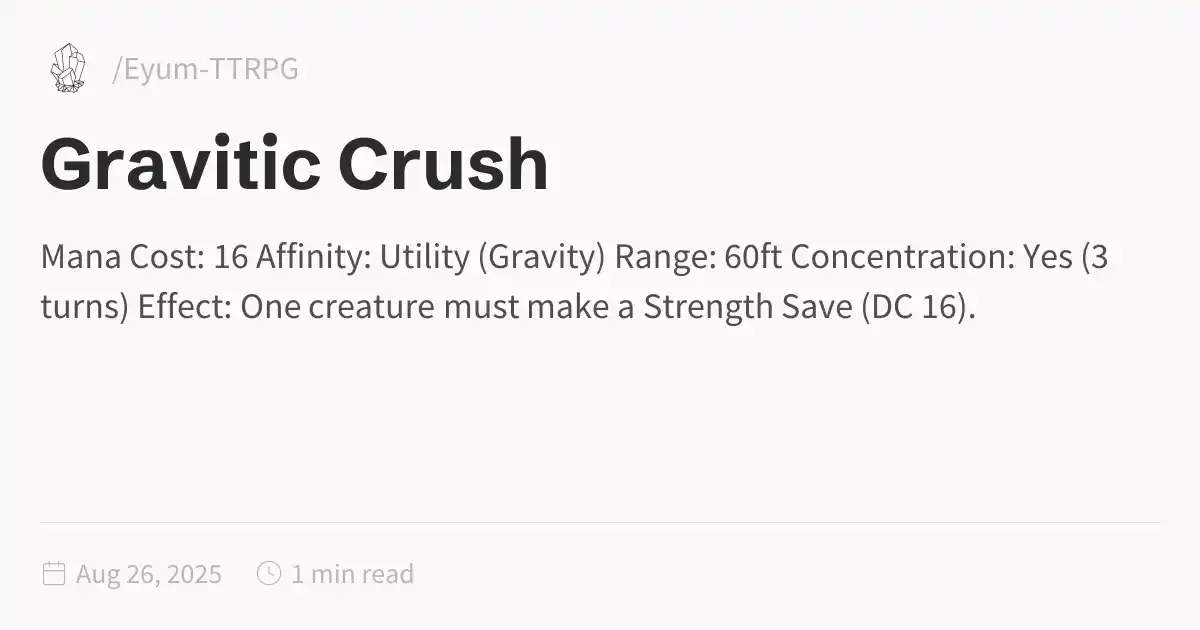 /Eyum-TTRPG
Gravitic Crush
Mana Cost: 16 Affinity: Utility (Gravity) Range: 60ft Concentration: Yes (3
turns) Effect: One creature must make a Strength Save (DC 16).
Aug 26, 2025 1 min read